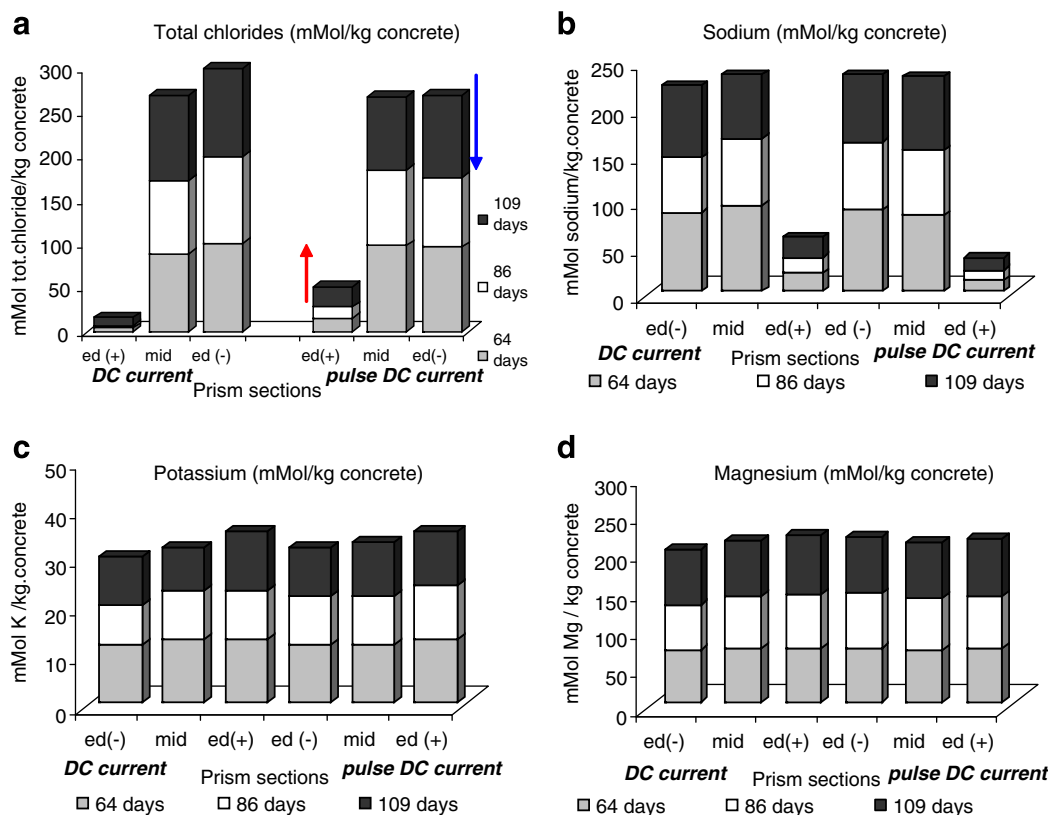 a
Total chlorides (mMol/kg concrete)
mMol tot.chloride/kg concrete
300
250
200
150
100
50
0
ed (+) mid ed (-) ed(+) mid ed(-)
DC current pulse DC current
Prism sections
109
days
86
days
64
days
b
Sodium (mMol/kg concrete)
mMol sodium/kg.concrete
250
200
150
100
50
0
ed(-) mid ed(+) ed (-) mid ed (+)
DC current Prism sections pulse DC current
64 days 86 days 109 days
c
Potassium (mMol/kg concrete)
mMol K /kg.concrete
50
40
30
20
10
0
ed(-) mid ed(+) ed (-) mid ed (+)
DC current Prism sections pulse DC current
64 days 86 days 109 days
d
Magnesium (mMol/kg concrete)
mMol Mg / kg concrete
300
250
200
150
100
50
0
ed(-) mid ed(+) ed (-) mid ed (+)
DC current Prism sections pulse DC current
64 days 86 days 109 days